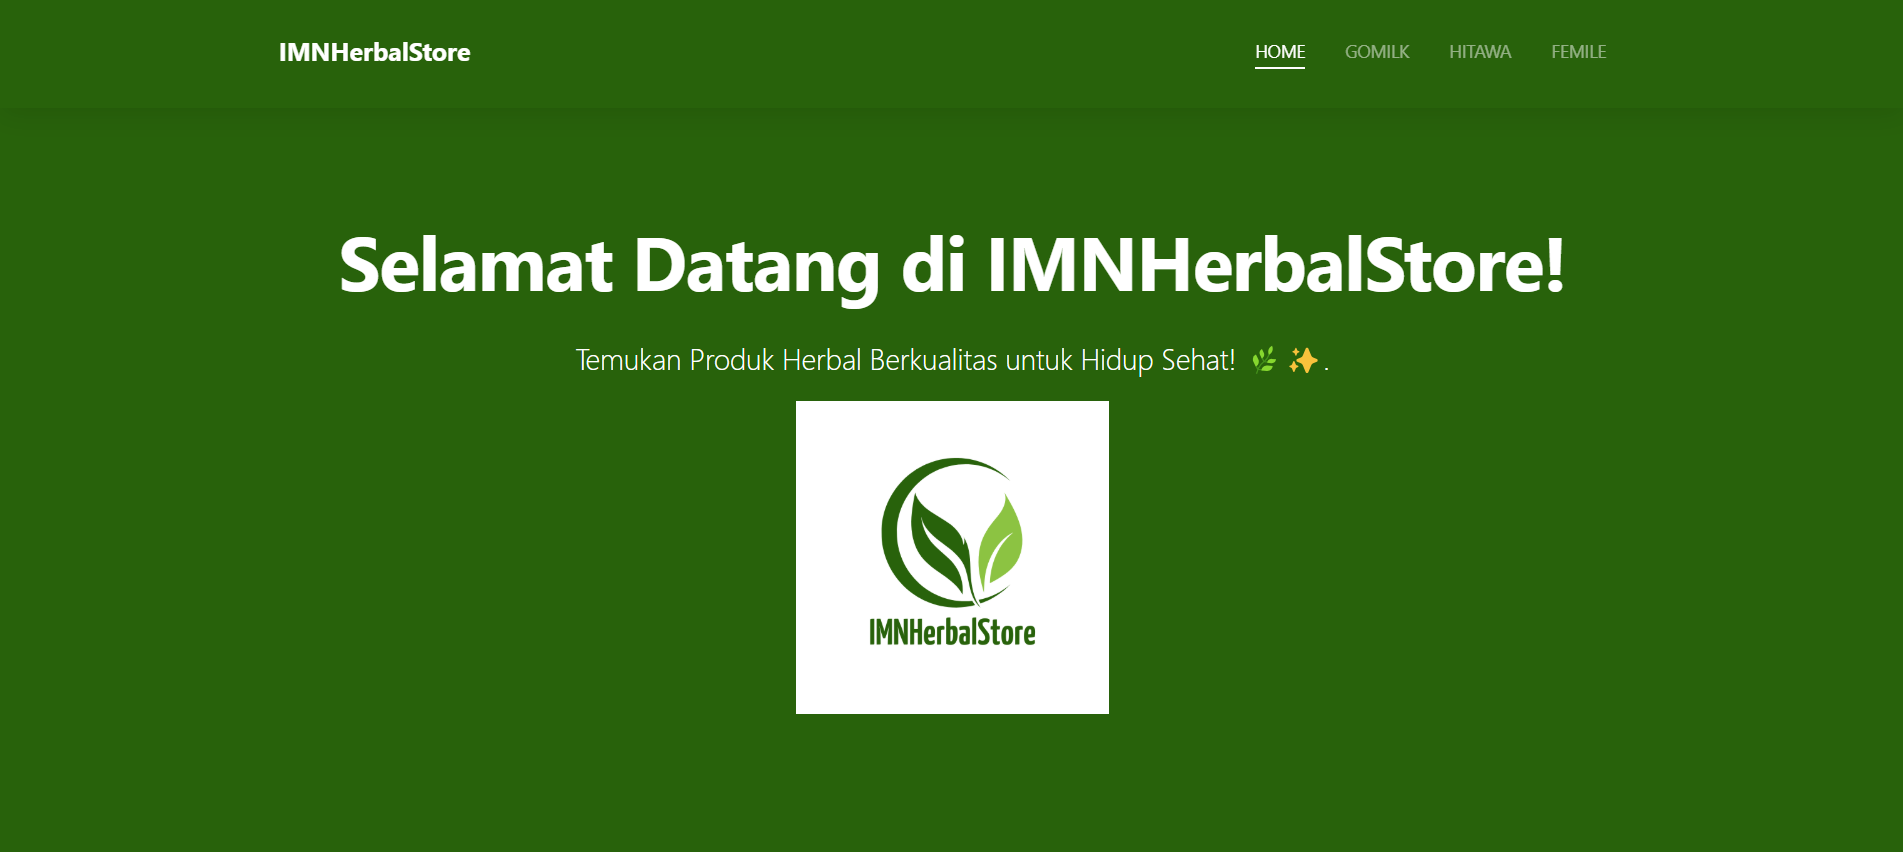 IMNHerbalStore
HOME GOMILK HITAWA FEMILE
Selamat Datang di IMNHerbalStore!
Temukan Produk Herbal Berkualitas untuk Hidup Sehat! 🌿 ✨ .
IMNHerbalStore